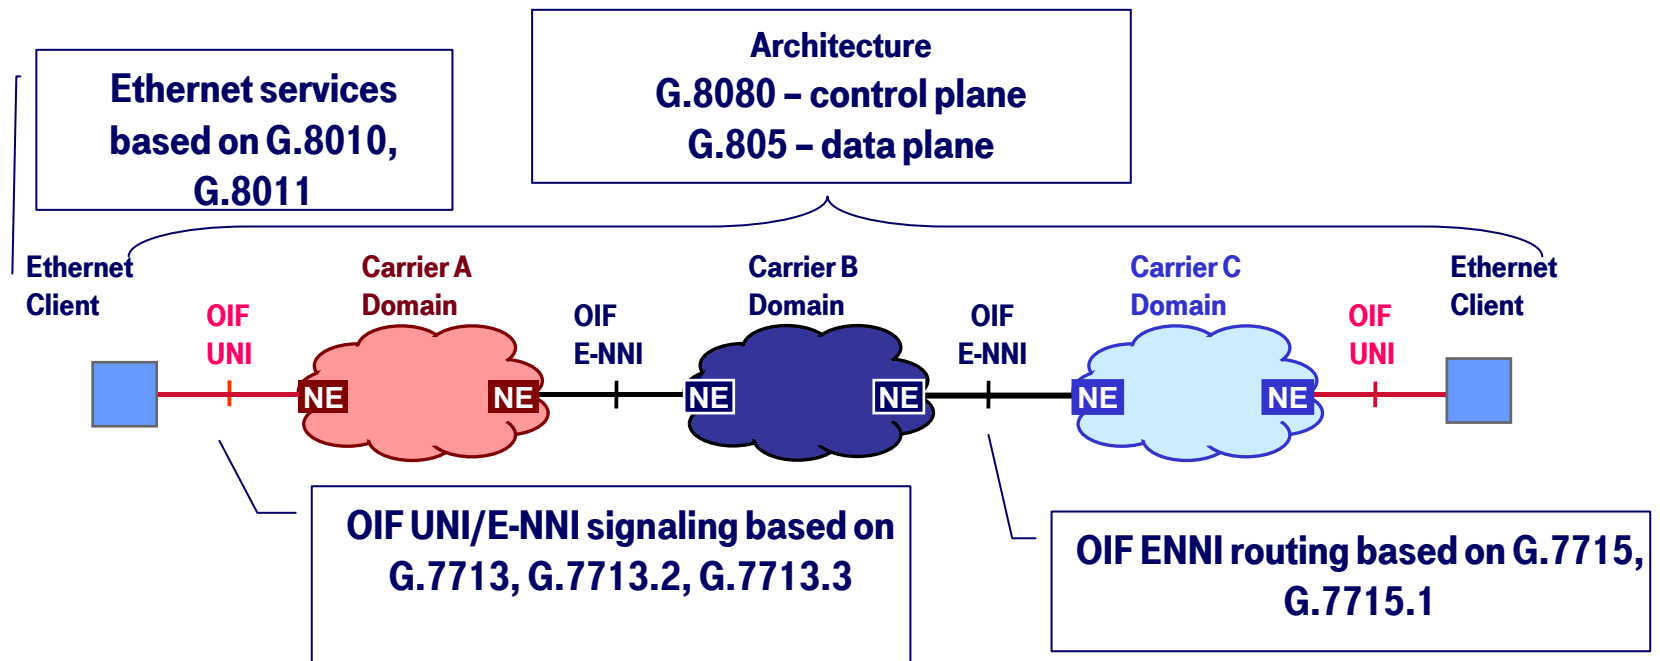 Architecture
G.8080 – control plane
G.805 – data plane
Ethernet services
based on G.8010,
G.8011
Ethernet
Client
OIF
UNI
Carrier A
Domain
OIF
E-NNI
Carrier B
Domain
OIF
E-NNI
Carrier C
Domain
OIF
UNI
Ethernet
Client
NE
NE
NE
NE
NE
NE
OIF UNI/E-NNI signaling based on
G.7713, G.7713.2, G.7713.3
OIF ENNI routing based on G.7715,
G.7715.1